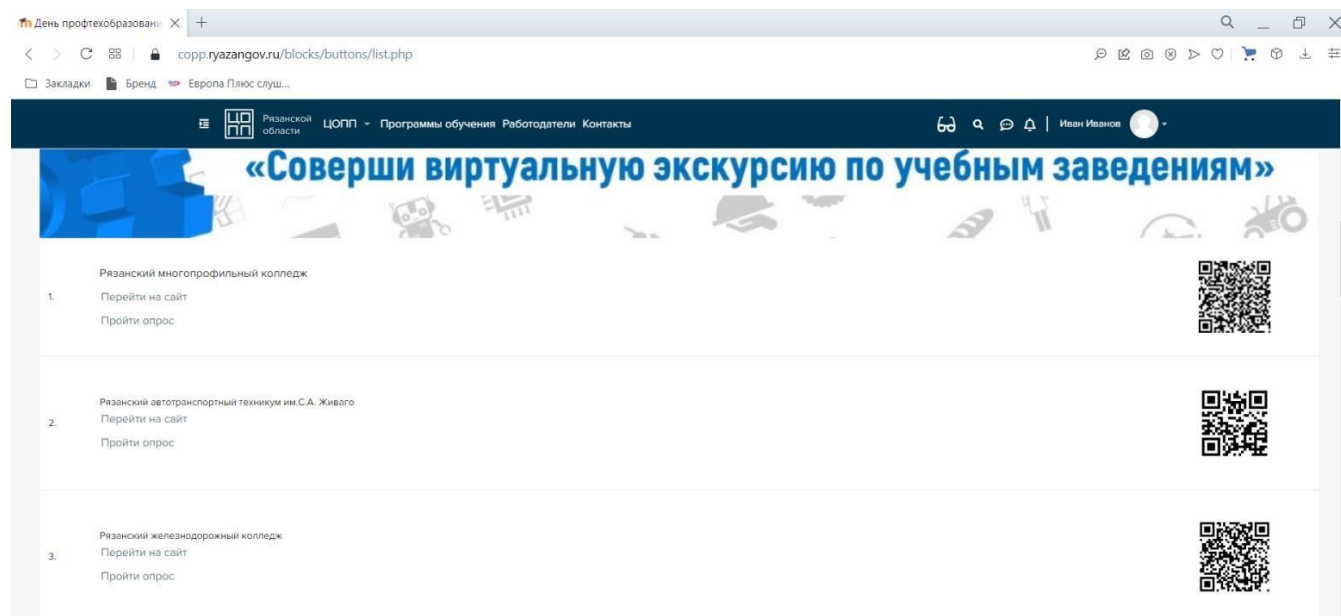 День профтехобразовани
copp.ryazangov.ru/blocks/buttons/list.php
Закладки Бренд Европа Плюс слуш...
ЦОПП Рязанской области ЦОПП Программы обучения Работодатели Контакты Иван Иванов
«Соверши виртуальную экскурсию по учебным заведениям»
Рязанский многопрофильный колледж
1. Перейти на сайт
Пройти опрос
Рязанский автотранспортный техникум им.С.А. Живаго
2. Перейти на сайт
Пройти опрос
Рязанский железнодорожный колледж
3. Перейти на сайт
Пройти опрос